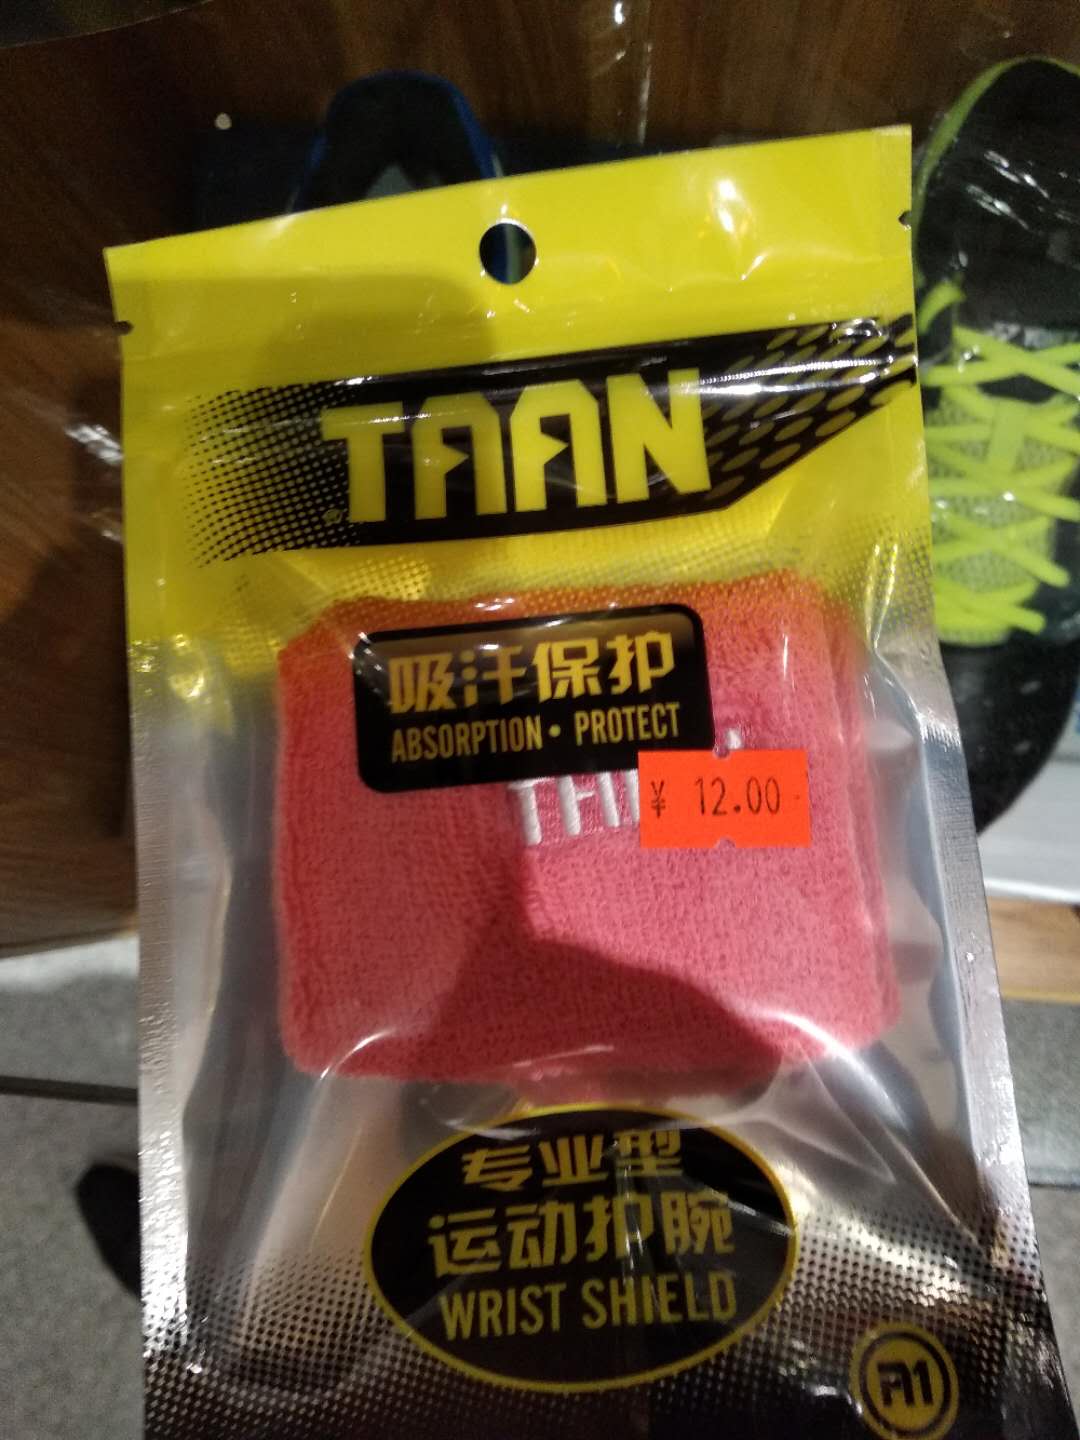 TAAN
吸汗保护
ABSORPTION • PROTECT
¥ 12.00
专业型
运动护腕
WRIST SHIELD
A1